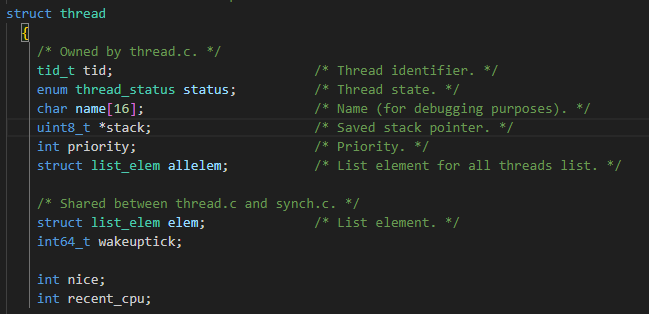 struct thread
{
/* Owned by thread.c. */
tid_t tid; /* Thread identifier. */
enum thread_status status; /* Thread state. */
char name[16]; /* Name (for debugging purposes). */
uint8_t *stack; /* Saved stack pointer. */
int priority; /* Priority. */
struct list_elem allelem; /* List element for all threads list. */
/* Shared between thread.c and synch.c. */
struct list_elem elem; /* List element. */
int64_t wakeuptick;
int nice;
int recent_cpu;